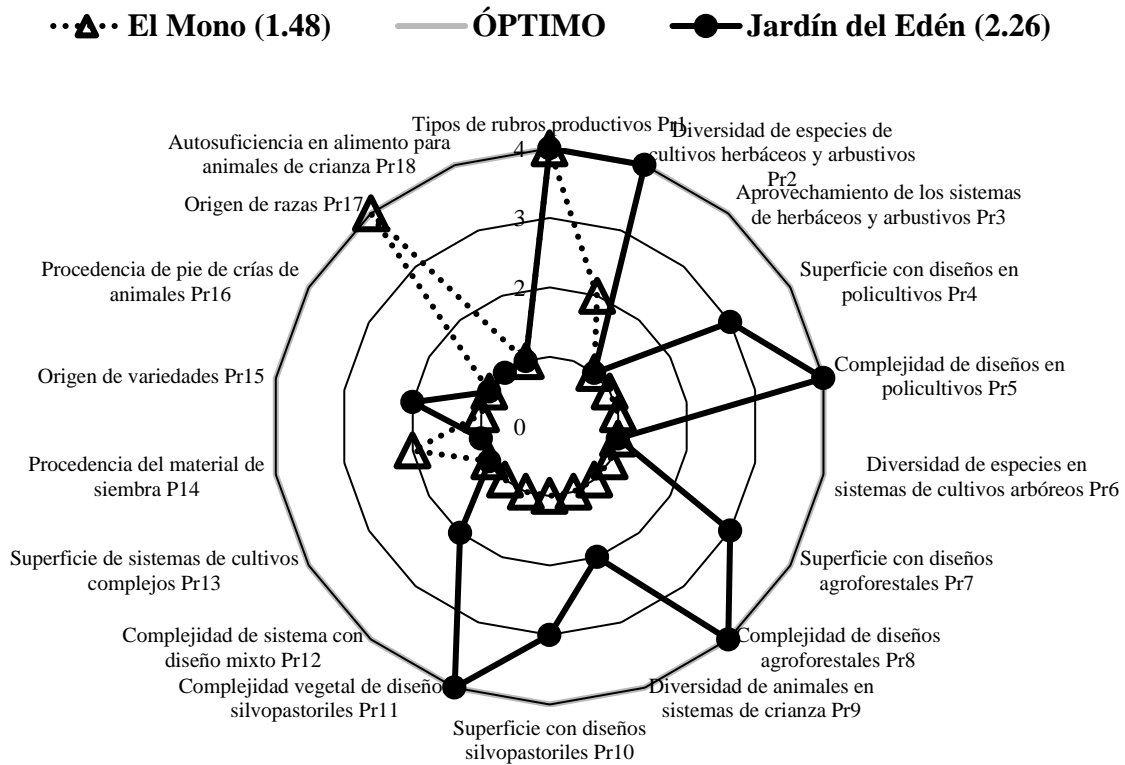 El Mono (1.48) ÓPTIMO Jardín del Edén (2.26)
Tipos de rubros productivos Pr1
Diversidad de especies de
cultivos herbáceos y arbustivos
Pr2
Aprovechamiento de los sistemas
de herbáceos y arbustivos Pr3
Superficie con diseños en
policultivos Pr4
Complejidad de diseños en
policultivos Pr5
Diversidad de especies en
sistemas de cultivos arbóreos Pr6
Superficie con diseños
agroforestales Pr7
Complejidad de diseños
agroforestales Pr8
Diversidad de animales en
sistemas de crianza Pr9
Superficie con diseños
silvopastoriles Pr10
Complejidad vegetal de diseño
silvopastoriles Pr11
Complejidad de sistema con
diseño mixto Pr12
Superficie de sistemas de cultivos
complejos Pr13
Procedencia del material de
siembra P14
Origen de variedades Pr15
Procedencia de pie de crías de
animales Pr16
Origen de razas Pr17
Autosuficiencia en alimento para
animales de crianza Pr18
4
3
2
0